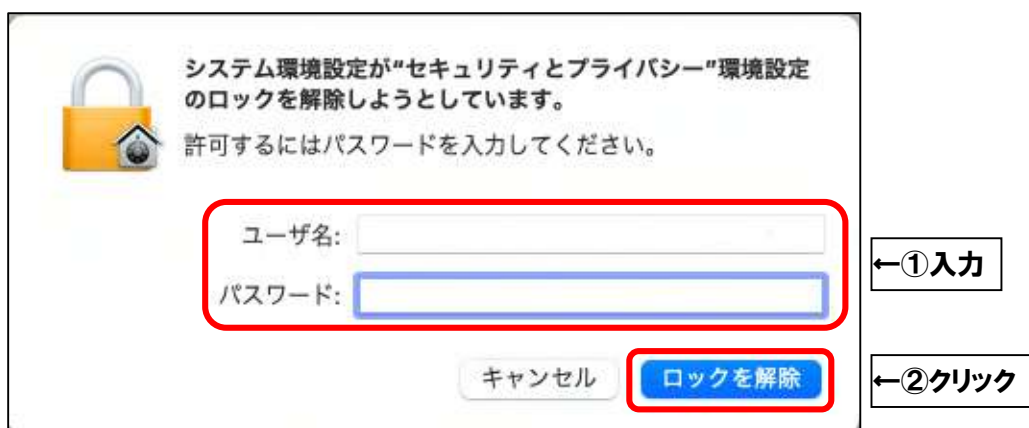 システム環境設定が“セキュリティとプライバシー”環境設定
のロックを解除しようとしています。
許可するにはパスワードを入力してください。
ユーザ名:
←①入力
パスワード:
キャンセル
ロックを解除
←②クリック